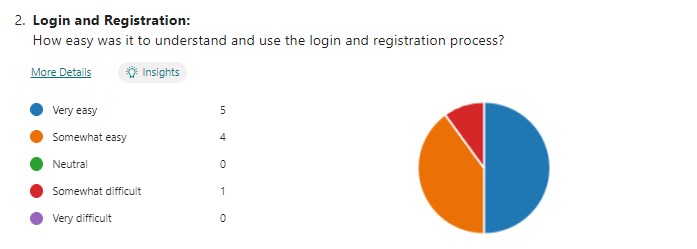 2. Login and Registration:
How easy was it to understand and use the login and registration process?
More Details
Insights
Very easy 5
Somewhat easy 4
Neutral 0
Somewhat difficult 1
Very difficult 0